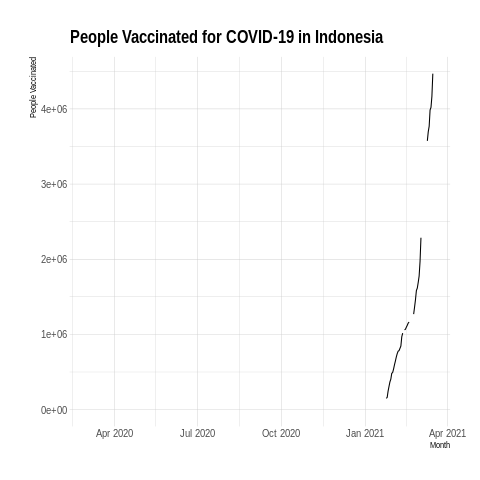 People Vaccinated for COVID-19 in Indonesia
People Vaccinated
4e+06
3e+06
2e+06
1e+06
0e+00
Apr 2020 Jul 2020 Oct 2020 Jan 2021 Apr 2021
Month